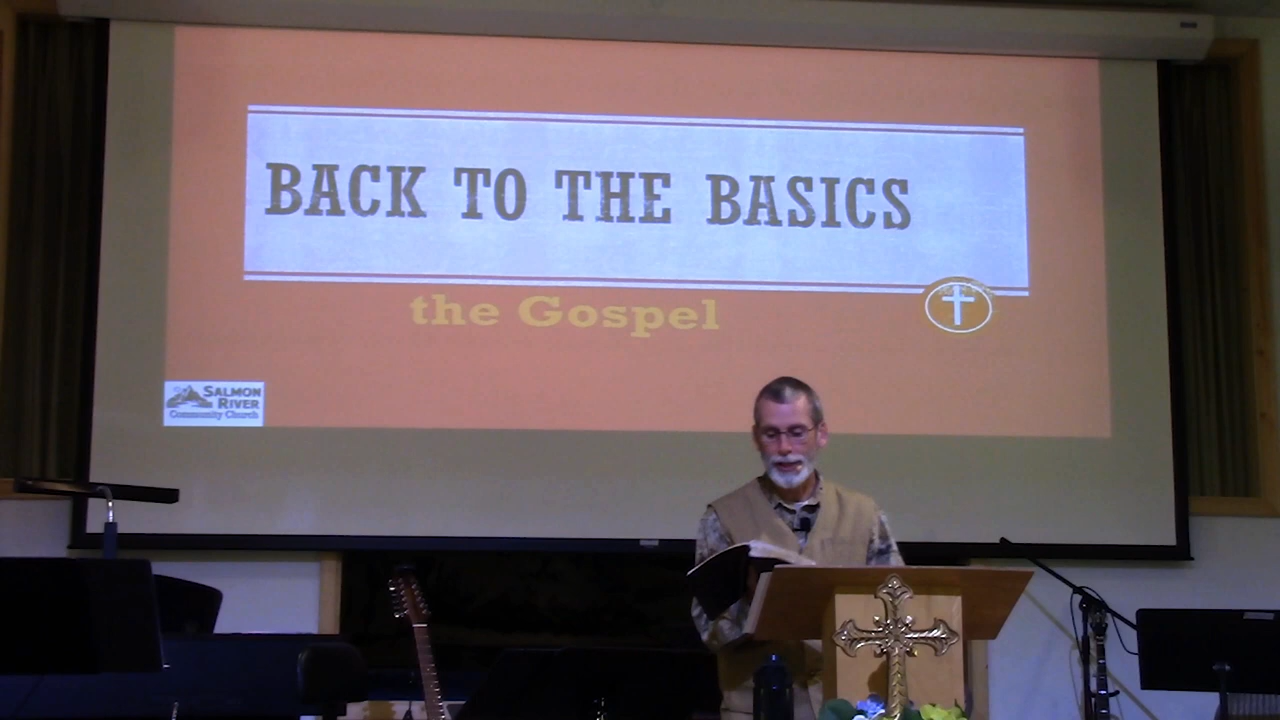 BACK TO THE BASICS
the Gospel
SALMON
RIVER
Community Church